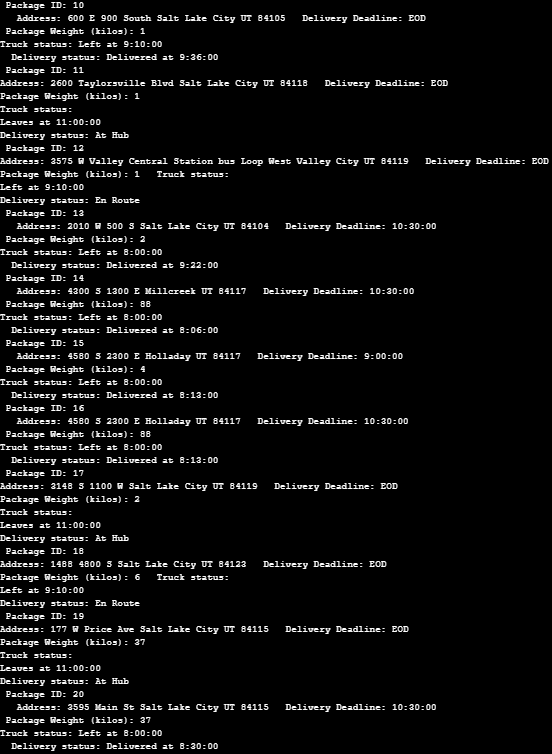 Package ID: 10
Address: 600 E 900 South Salt Lake City UT 84105   Delivery Deadline: EOD
Package Weight (kilos): 1
Truck status: Left at 9:10:00
Delivery status: Delivered at 9:36:00
Package ID: 11
Address: 2600 Taylorsville Blvd Salt Lake City UT 84118   Delivery Deadline: EOD
Package Weight (kilos): 1
Truck status:
Leaves at 11:00:00
Delivery status: At Hub
Package ID: 12
Address: 3575 W Valley Central Station bus Loop West Valley City UT 84119   Delivery Deadline: EOD
Package Weight (kilos): 1   Truck status:
Left at 9:10:00
Delivery status: En Route
Package ID: 13
Address: 2010 W 500 S Salt Lake City UT 84104   Delivery Deadline: 10:30:00
Package Weight (kilos): 2
Truck status: Left at 8:00:00
Delivery status: Delivered at 9:22:00
Package ID: 14
Address: 4300 S 1300 E Millcreek UT 84117   Delivery Deadline: 10:30:00
Package Weight (kilos): 88
Truck status: Left at 8:00:00
Delivery status: Delivered at 8:06:00
Package ID: 15
Address: 4580 S 2300 E Holladay UT 84117   Delivery Deadline: 9:00:00
Package Weight (kilos): 4
Truck status: Left at 8:00:00
Delivery status: Delivered at 8:13:00
Package ID: 16
Address: 4580 S 2300 E Holladay UT 84117   Delivery Deadline: 10:30:00
Package Weight (kilos): 88
Truck status: Left at 8:00:00
Delivery status: Delivered at 8:13:00
Package ID: 17
Address: 3148 S 1100 W Salt Lake City UT 84119   Delivery Deadline: EOD
Package Weight (kilos): 2
Truck status:
Leaves at 11:00:00
Delivery status: At Hub
Package ID: 18
Address: 1488 4800 S Salt Lake City UT 84123   Delivery Deadline: EOD
Package Weight (kilos): 6   Truck status:
Left at 9:10:00
Delivery status: En Route
Package ID: 19
Address: 177 W Price Ave Salt Lake City UT 84115   Delivery Deadline: EOD
Package Weight (kilos): 37
Truck status:
Leaves at 11:00:00
Delivery status: At Hub
Package ID: 20
Address: 3595 Main St Salt Lake City UT 84115   Delivery Deadline: 10:30:00
Package Weight (kilos): 37
Truck status: Left at 8:00:00
Delivery status: Delivered at 8:30:00